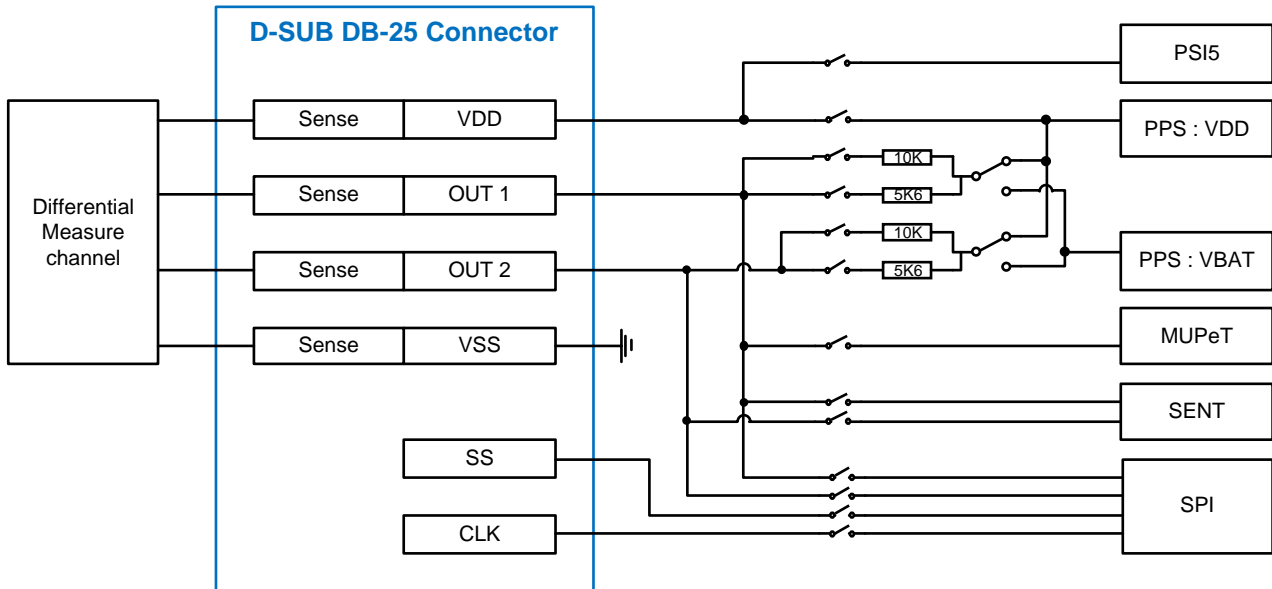 D-SUB DB-25 Connector
PSI5
Sense
VDD
PPS : VDD
10K
Sense
OUT 1
5K6
Differential
Measure
channel
10K
Sense
OUT 2
5K6
PPS : VBAT
Sense
VSS
MUPeT
SENT
SS
SPI
CLK